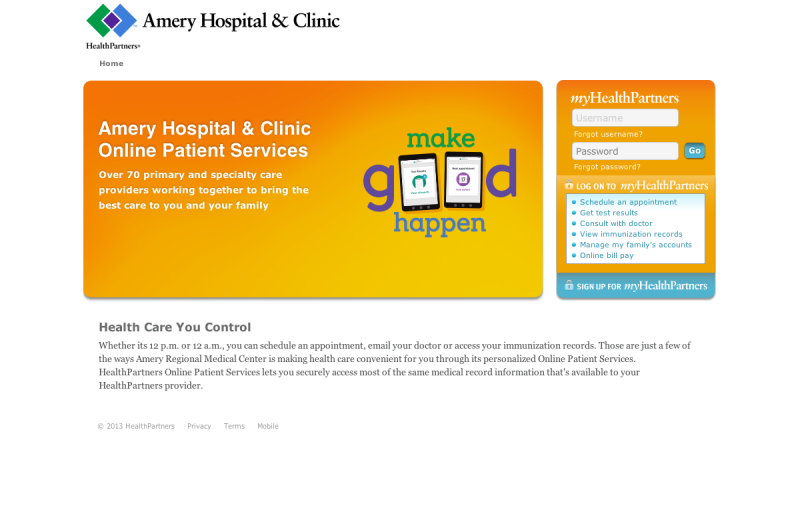 Amery Hospital & Clinic
HealthPartners®
Home
Amery Hospital & Clinic
Online Patient Services
Over 70 primary and specialty care
providers working together to bring the
best care to you and your family
make
good
happen
myHealthPartners
Username
Forgot username?
Password
Go
Forgot password?
LOG ON TO myHealthPartners
Schedule an appointment
Get test results
Consult with doctor
View immunization records
Manage my family's accounts
Online bill pay
SIGN UP FOR myHealthPartners
Health Care You Control
Whether its 12 p.m. or 12 a.m., you can schedule an appointment, email your doctor or access your immunization records. Those are just a few of
the ways Amery Regional Medical Center is making health care convenient for you through its personalized Online Patient Services.
HealthPartners Online Patient Services lets you securely access most of the same medical record information that's available to your
HealthPartners provider.
© 2013 HealthPartners Privacy Terms Mobile